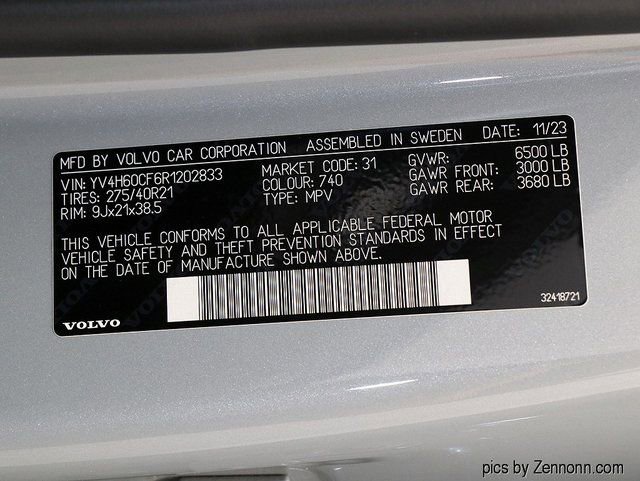 MFD BY VOLVO CAR CORPORATION ASSEMBLED IN SWEDEN DATE: 11/23
VIN: YV4H60CF6R1202833 MARKET CODE: 31 GVWR: 6500 LB
TIRES: 275/40R21 COLOUR: 740 GAWR FRONT: 3000 LB
RIM: 9Jx21x38.5 TYPE: MPV GAWR REAR: 3680 LB
THIS VEHICLE CONFORMS TO ALL APPLICABLE FEDERAL MOTOR
VEHICLE SAFETY AND THEFT PREVENTION STANDARDS IN EFFECT
ON THE DATE OF MANUFACTURE SHOWN ABOVE.
VOLVO 32418721
pics by Zennonn.com